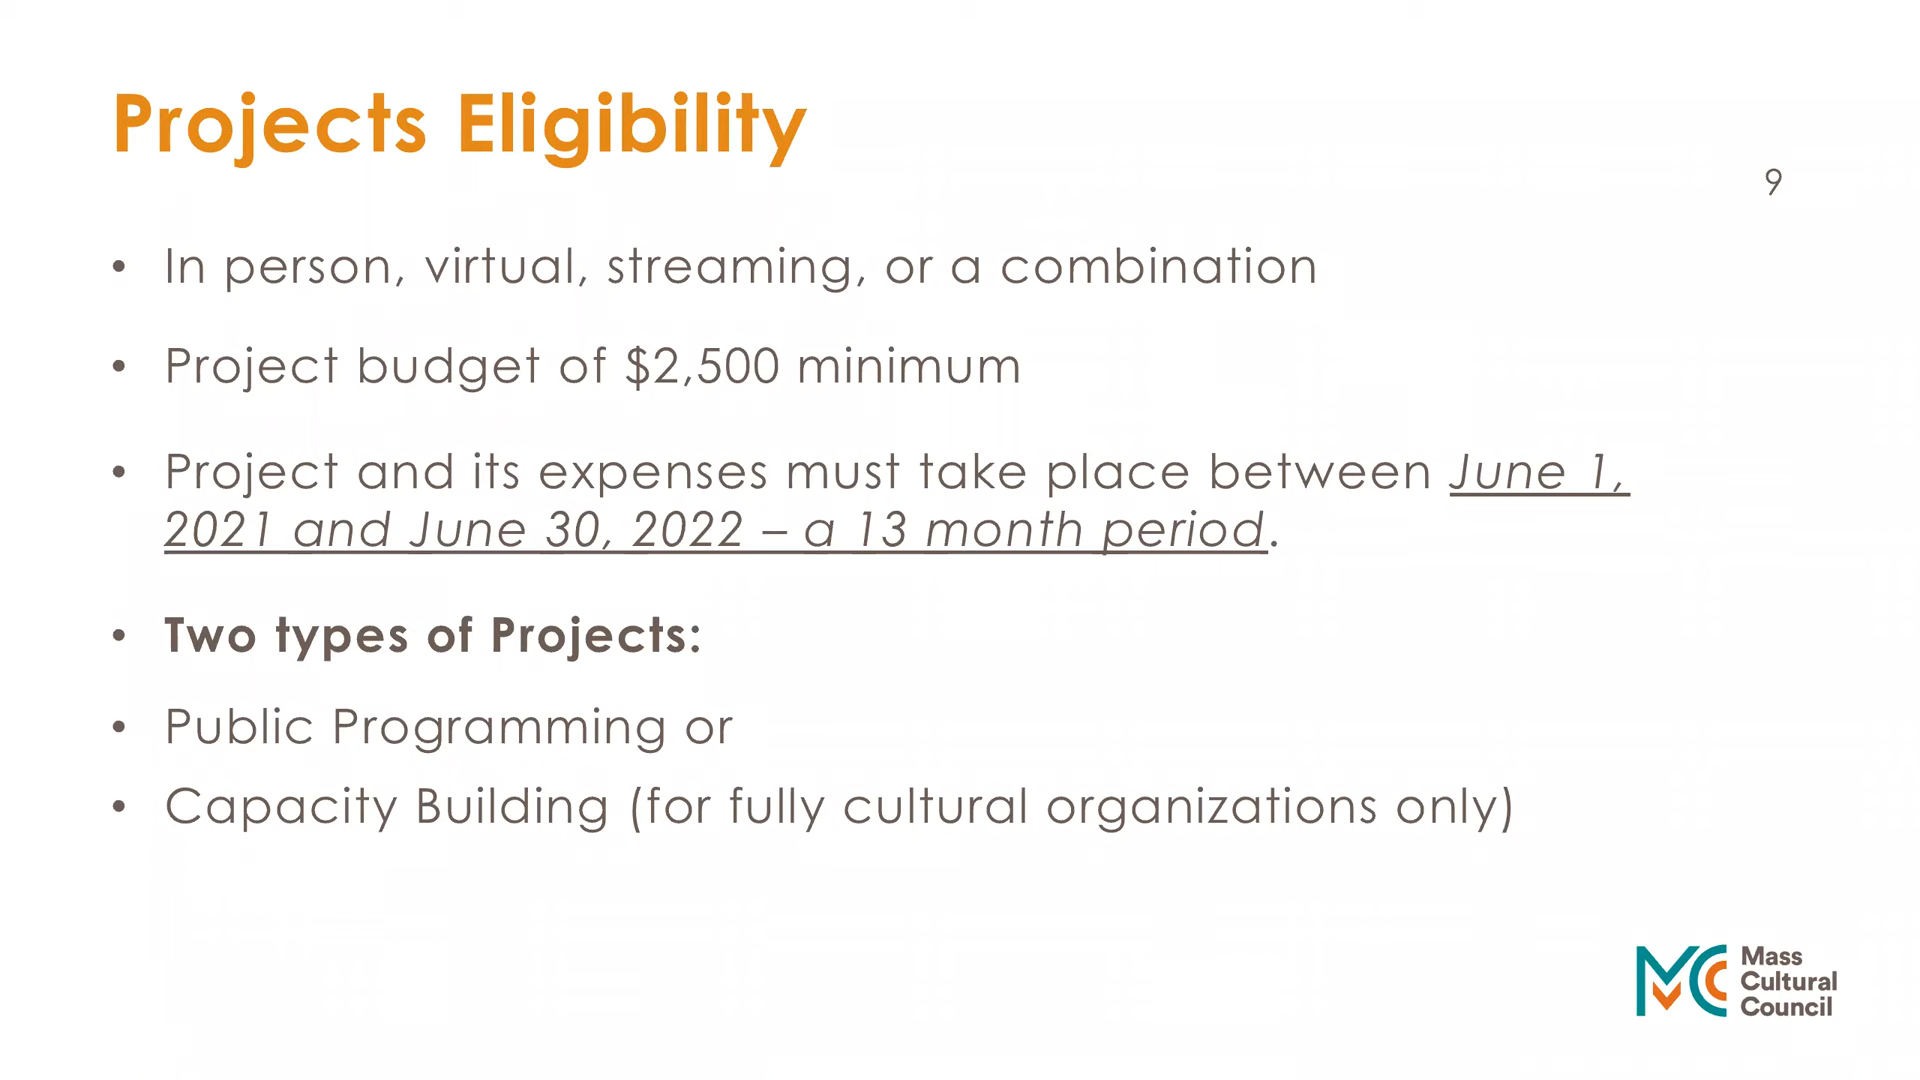 Projects Eligibility
9
• In person, virtual, streaming, or a combination
• Project budget of $2,500 minimum
• Project and its expenses must take place between June 1,
2021 and June 30, 2022 – a 13 month period.
• Two types of Projects:
• Public Programming or
• Capacity Building (for fully cultural organizations only)
MCC
Mass
Cultural
Council